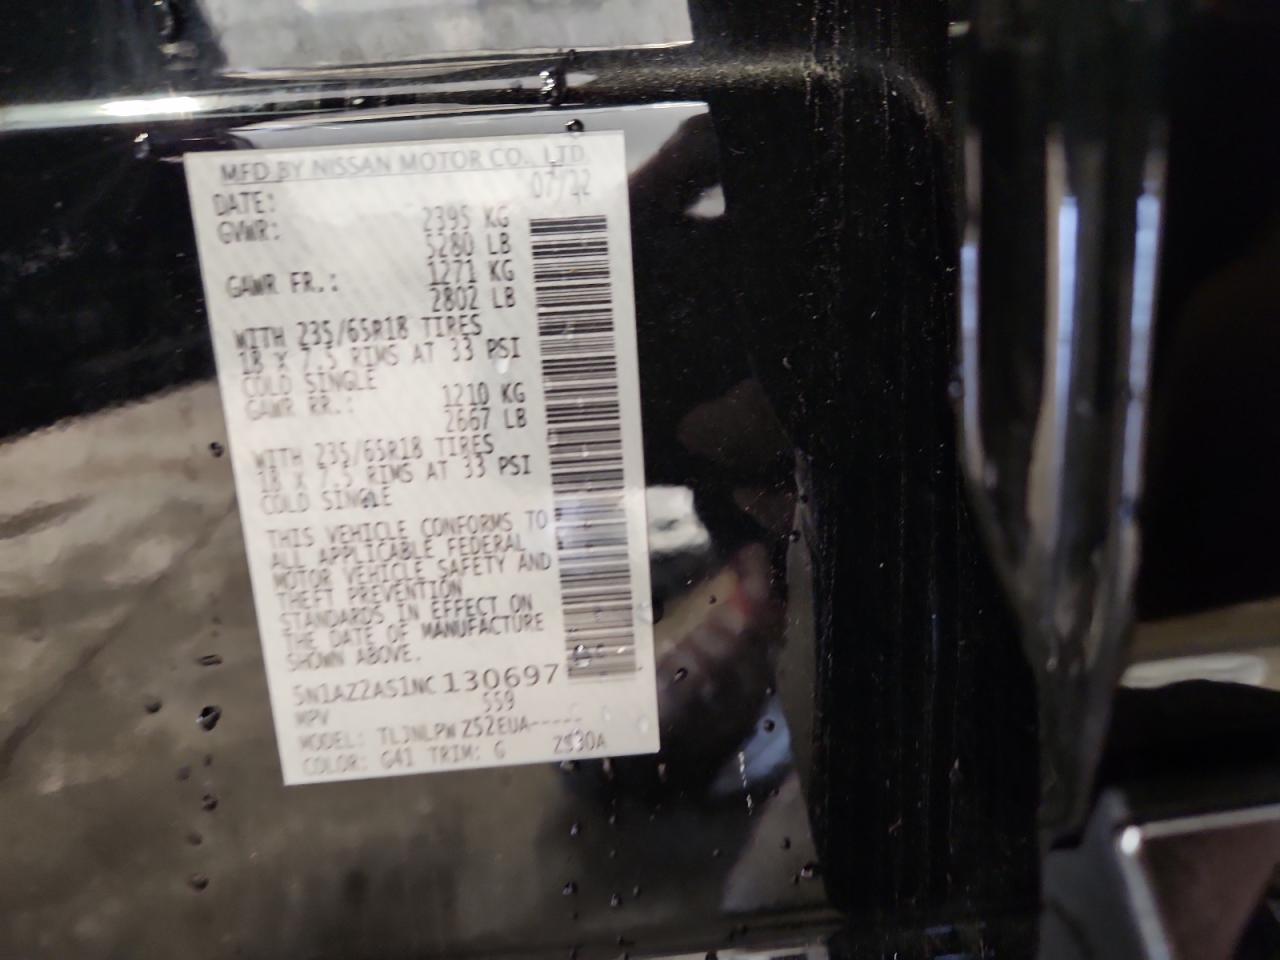 MFD BY NISSAN MOTOR CO., LTD.
DATE: 07/22
GVWR: 2395 KG
5280 LB
GAWR FR.: 1271 KG
2802 LB
WITH 235/65R18 TIRES
18 X 7.5 RIMS AT 33 PSI
COLD SINGLE
GAWR RR.: 1210 KG
2667 LB
WITH 235/65R18 TIRES
18 X 7.5 RIMS AT 33 PSI
COLD SINGLE
THIS VEHICLE CONFORMS TO
ALL APPLICABLE FEDERAL
MOTOR VEHICLE SAFETY AND
THEFT PREVENTION
STANDARDS IN EFFECT ON
THE DATE OF MANUFACTURE
SHOWN ABOVE.
5N1AZ2AS1NC130697
MPV 559
MODEL: TLJNLPW Z52EUA-----
COLOR: G41 TRIM: G